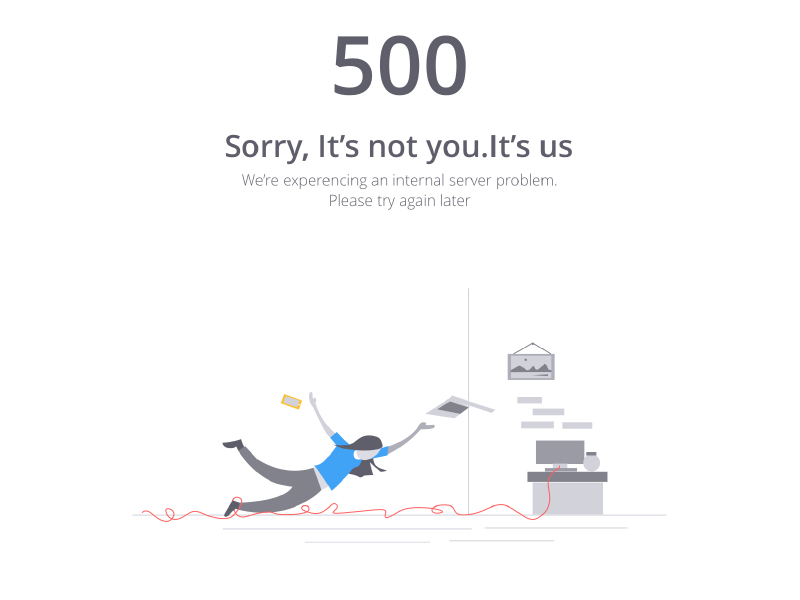 500
Sorry, It’s not you.It’s us
We’re experencing an internal server problem.
Please try again later